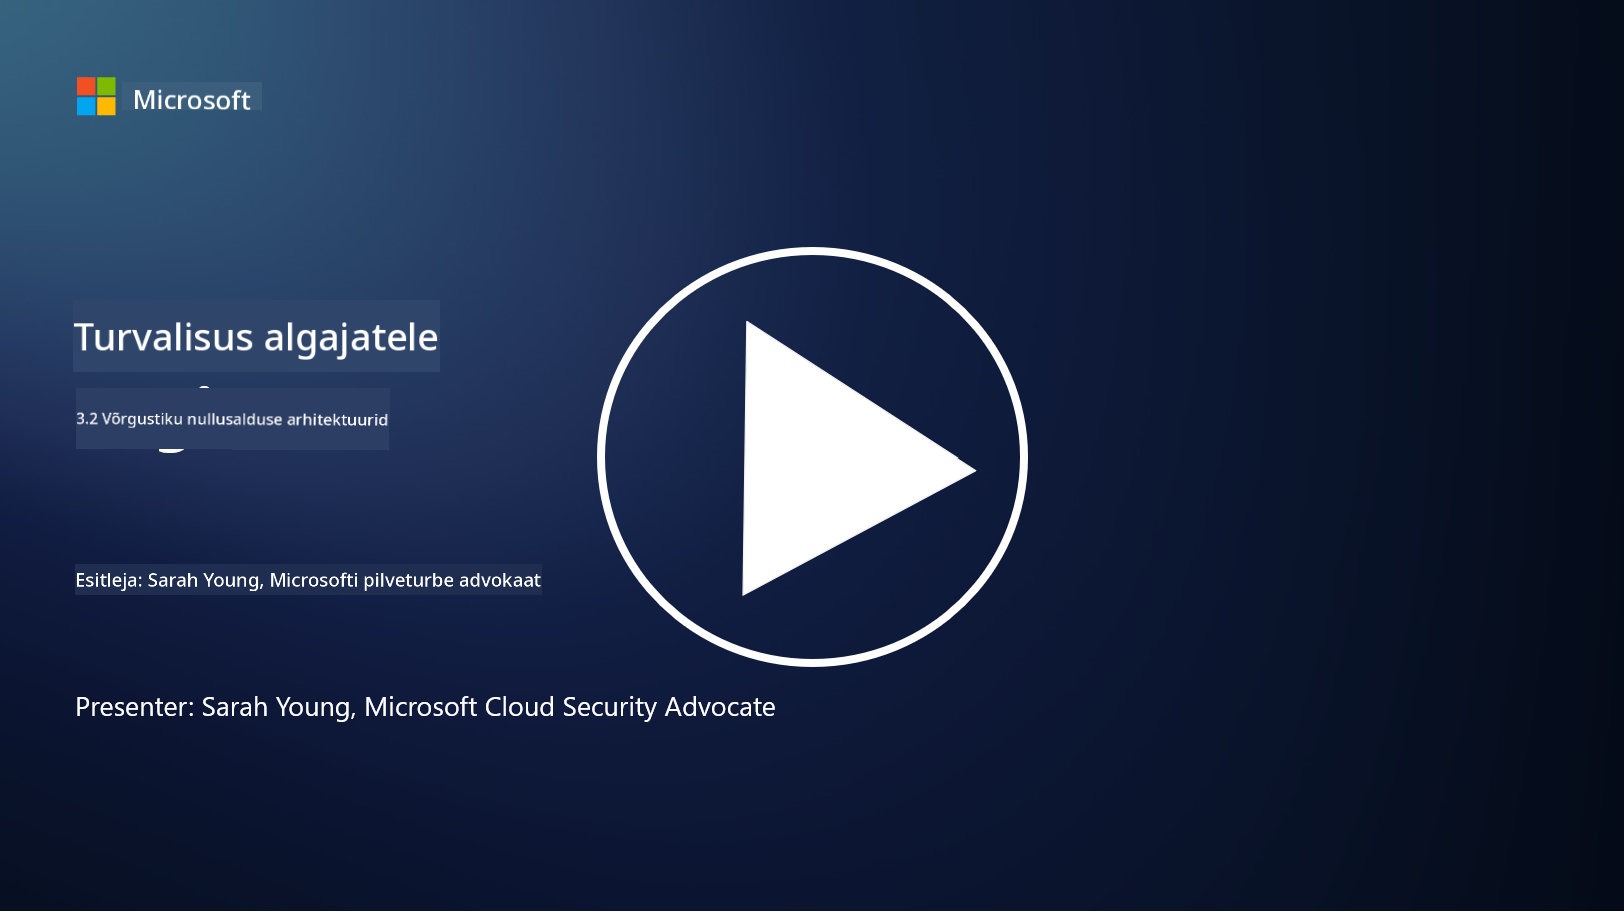 Microsoft
Turvalisus algajatele
3.2 Võrgustiku nullusalduse arhitektuurid
Esitleja: Sarah Young, Microsofti pilveturbe advokaat
Presenter: Sarah Young, Microsoft Cloud Security Advocate